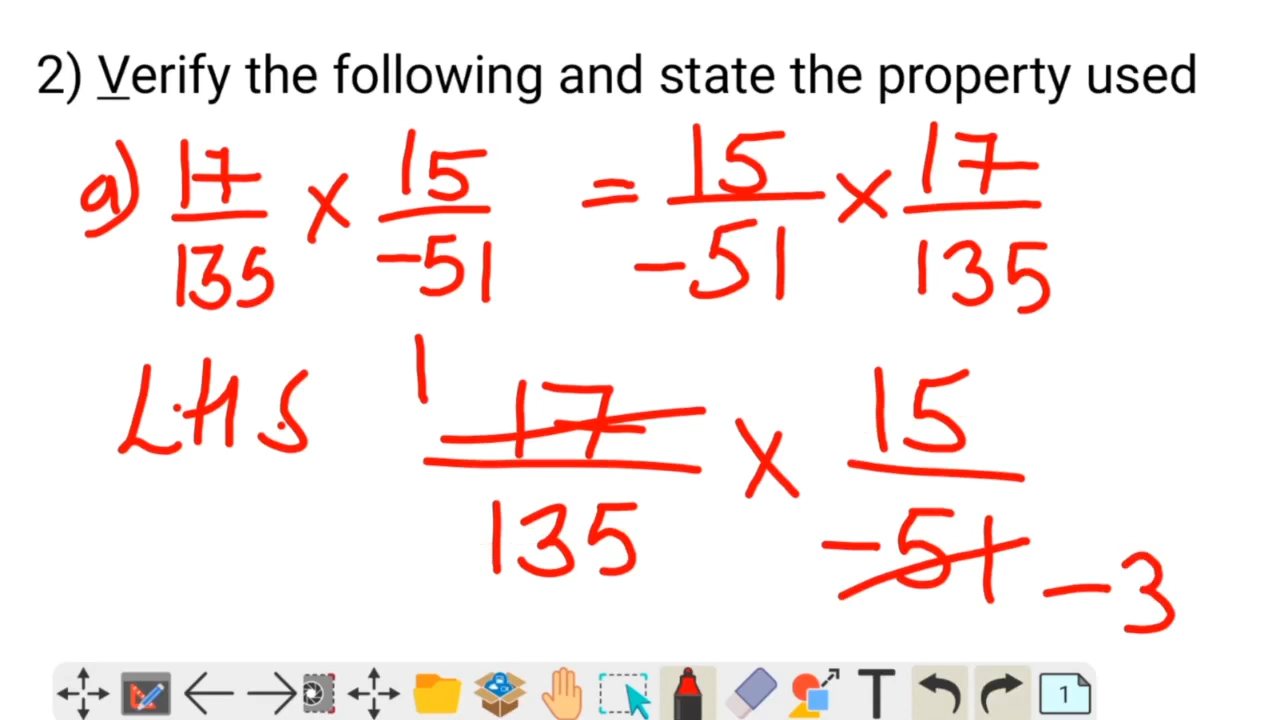 2) Verify the following and state the property used
a) 17/135 × 15/-51 = 15/-51 × 17/135
L.H.S 1 17/135 × 15/-51 -3
1